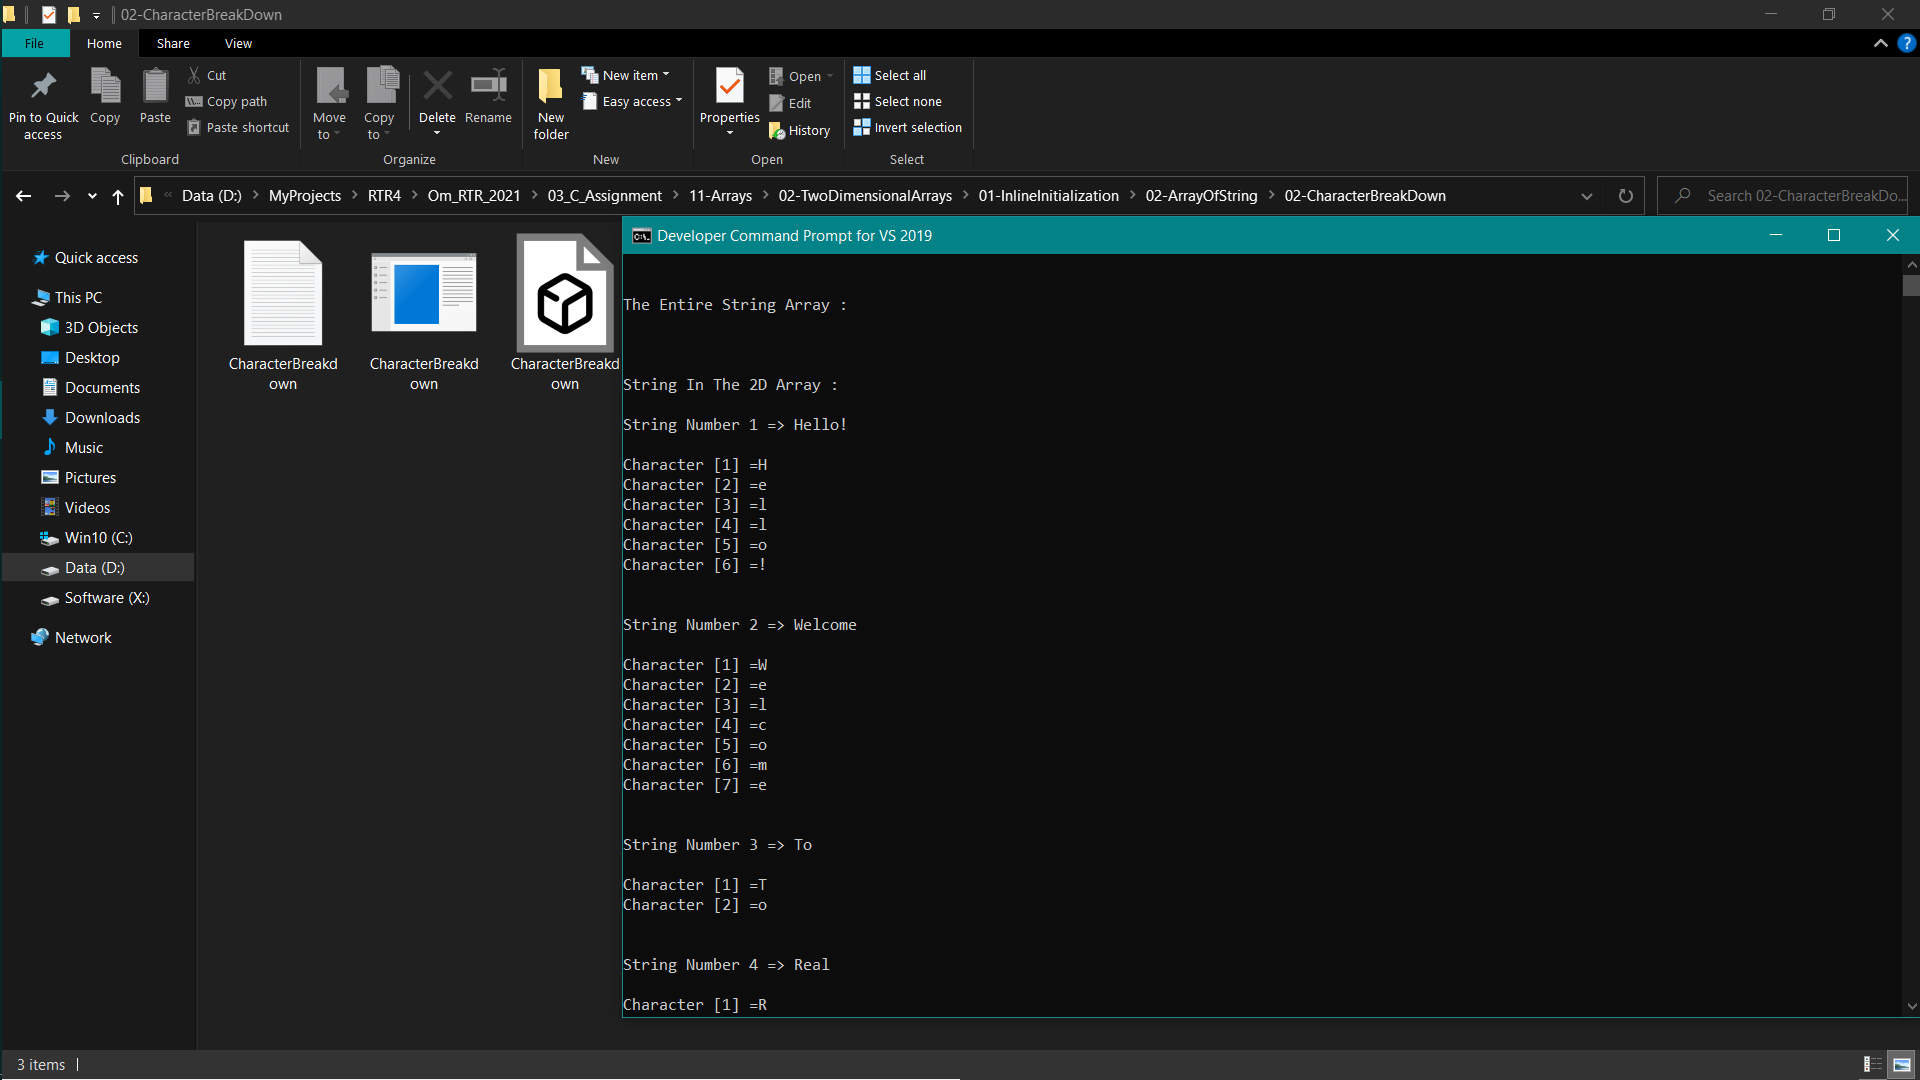 02-CharacterBreakDown
File Home Share View
Pin to Quick access
Copy
Paste
Cut
Copy path
Paste shortcut
Clipboard
Move to
Copy to
Delete
Rename
Organize
New folder
New item
Easy access
New
Properties
Open
Edit
History
Open
Select all
Select none
Invert selection
Select
« Data (D:) > MyProjects > RTR4 > Om_RTR_2021 > 03_C_Assignment > 11-Arrays > 02-TwoDimensionalArrays > 01-InlineInitialization > 02-ArrayOfString > 02-CharacterBreakDown
Search 02-CharacterBreakDo...
Quick access
This PC
3D Objects
Desktop
Documents
Downloads
Music
Pictures
Videos
Win10 (C:)
Data (D:)
Software (X:)
Network
CharacterBreakd
own
CharacterBreakd
own
CharacterBreakd
own
C:\. Developer Command Prompt for VS 2019
The Entire String Array :
String In The 2D Array :
String Number 1 => Hello!
Character [1] =H
Character [2] =e
Character [3] =l
Character [4] =l
Character [5] =o
Character [6] =!
String Number 2 => Welcome
Character [1] =W
Character [2] =e
Character [3] =l
Character [4] =c
Character [5] =o
Character [6] =m
Character [7] =e
String Number 3 => To
Character [1] =T
Character [2] =o
String Number 4 => Real
Character [1] =R
3 items